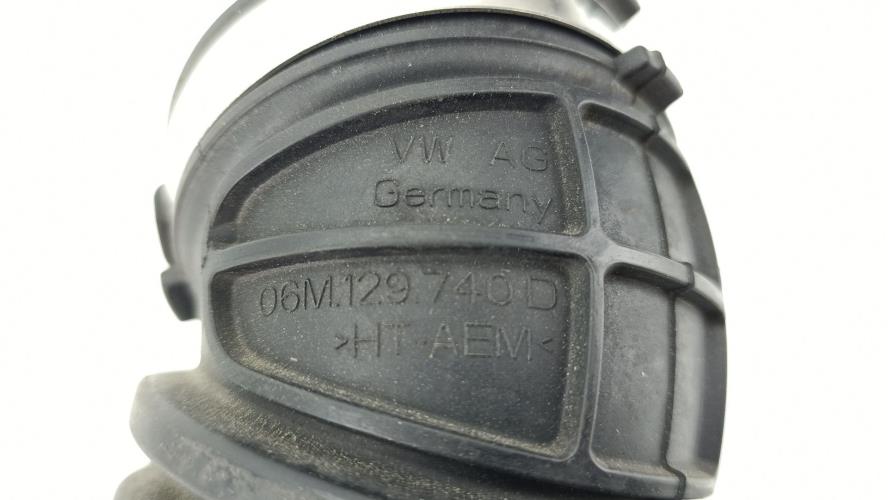 VW AG
Germany
06M.129.740 D
>HT-AEM<